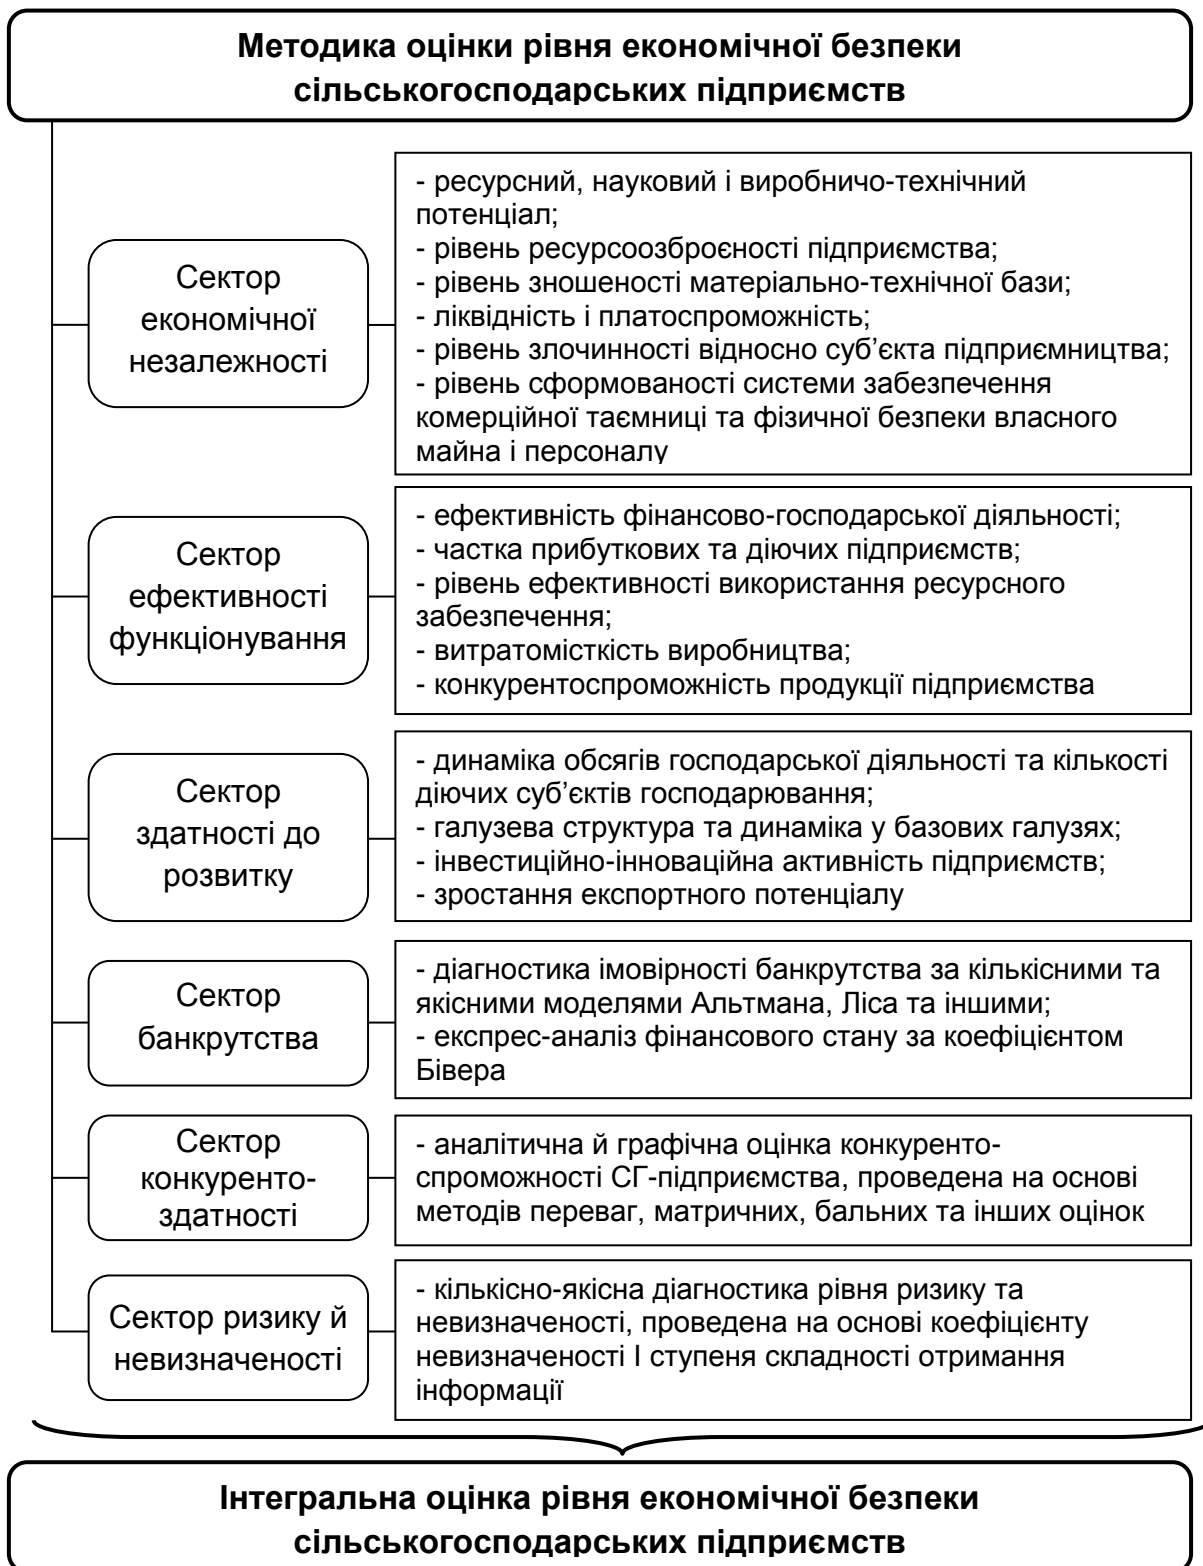 Методика оцінки рівня економічної безпеки
сільськогосподарських підприємств
Сектор
економічної
незалежності
- ресурсний, науковий і виробничо-технічний
потенціал;
- рівень ресурсоозброєності підприємства;
- рівень зношеності матеріально-технічної бази;
- ліквідність і платоспроможність;
- рівень злочинності відносно суб’єкта підприємництва;
- рівень сформованості системи забезпечення
комерційної таємниці та фізичної безпеки власного
майна і персоналу
Сектор
ефективності
функціонування
- ефективність фінансово-господарської діяльності;
- частка прибуткових та діючих підприємств;
- рівень ефективності використання ресурсного
забезпечення;
- витратомісткість виробництва;
- конкурентоспроможність продукції підприємства
Сектор
здатності до
розвитку
- динаміка обсягів господарської діяльності та кількості
діючих суб’єктів господарювання;
- галузева структура та динаміка у базових галузях;
- інвестиційно-інноваційна активність підприємств;
- зростання експортного потенціалу
Сектор
банкрутства
- діагностика імовірності банкрутства за кількісними та
якісними моделями Альтмана, Ліса та іншими;
- експрес-аналіз фінансового стану за коефіцієнтом
Бівера
Сектор
конкуренто-
здатності
- аналітична й графічна оцінка конкуренто-
спроможності СГ-підприємства, проведена на основі
методів переваг, матричних, бальних та інших оцінок
Сектор ризику й
невизначеності
- кількісно-якісна діагностика рівня ризику та
невизначеності, проведена на основі коефіцієнту
невизначеності І ступеня складності отримання
інформації
Інтегральна оцінка рівня економічної безпеки
сільськогосподарських підприємств